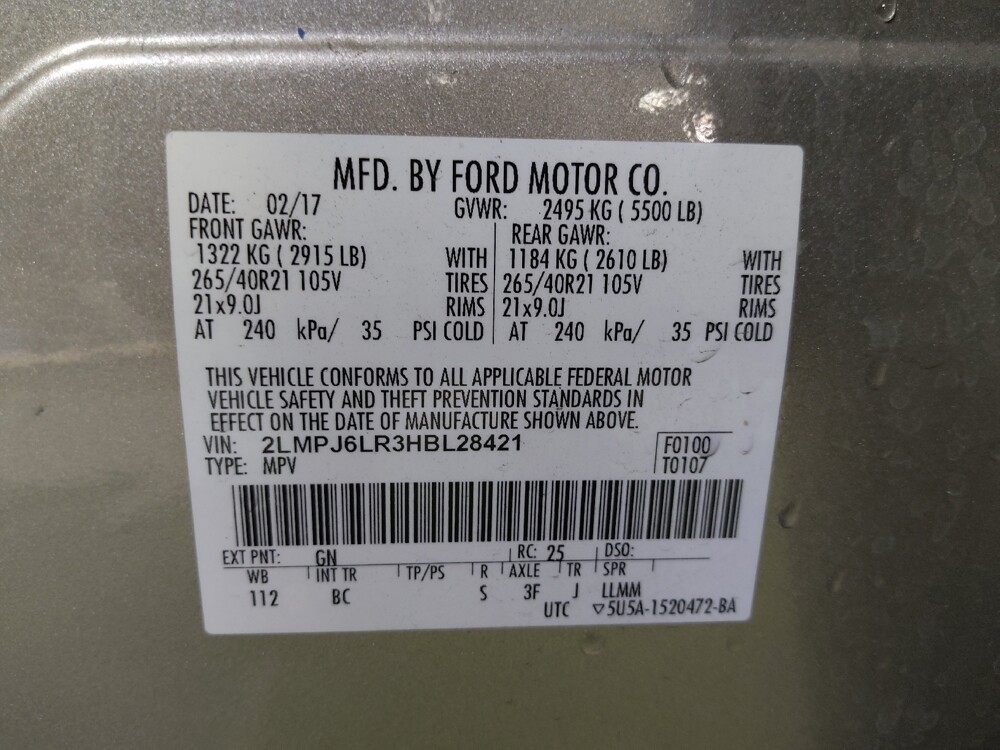 MFD. BY FORD MOTOR CO.
DATE: 02/17 GVWR: 2495 KG ( 5500 LB)
FRONT GAWR: REAR GAWR:
1322 KG ( 2915 LB) WITH 1184 KG ( 2610 LB) WITH
265/40R21 105V TIRES 265/40R21 105V TIRES
21x9.0J RIMS 21x9.0J RIMS
AT 240 kPa/ 35 PSI COLD AT 240 kPa/ 35 PSI COLD
THIS VEHICLE CONFORMS TO ALL APPLICABLE FEDERAL MOTOR
VEHICLE SAFETY AND THEFT PREVENTION STANDARDS IN
EFFECT ON THE DATE OF MANUFACTURE SHOWN ABOVE.
VIN: 2LMPJ6LR3HBL28421 F0100
TYPE: MPV T0107
EXT PNT: GN RC: 25 DSO:
WB INT TR TP/PS R AXLE TR SPR
112 BC S 3F J LLMM
UTC ▽5U5A-1520472-BA